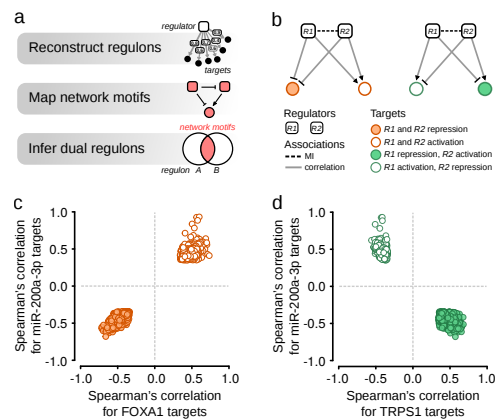 a
regulator
Reconstruct regulons
targets
Map network motifs
network motifs
Infer dual regulons
regulon A B
b
R1 R2 R1 R2
Regulators
R1 R2
Associations
MI
correlation
Targets
R1 and R2 repression
R1 and R2 activation
R1 repression, R2 activation
R1 activation, R2 repression
c
Spearman's correlation
for miR-200a-3p targets
1.0
0.5
0.0
-0.5
-1.0
-1.0 -0.5 0.0 0.5 1.0
Spearman's correlation
for FOXA1 targets
d
Spearman's correlation
for miR-200a-3p targets
1.0
0.5
0.0
-0.5
-1.0
-1.0 -0.5 0.0 0.5 1.0
Spearman's correlation
for TRPS1 targets